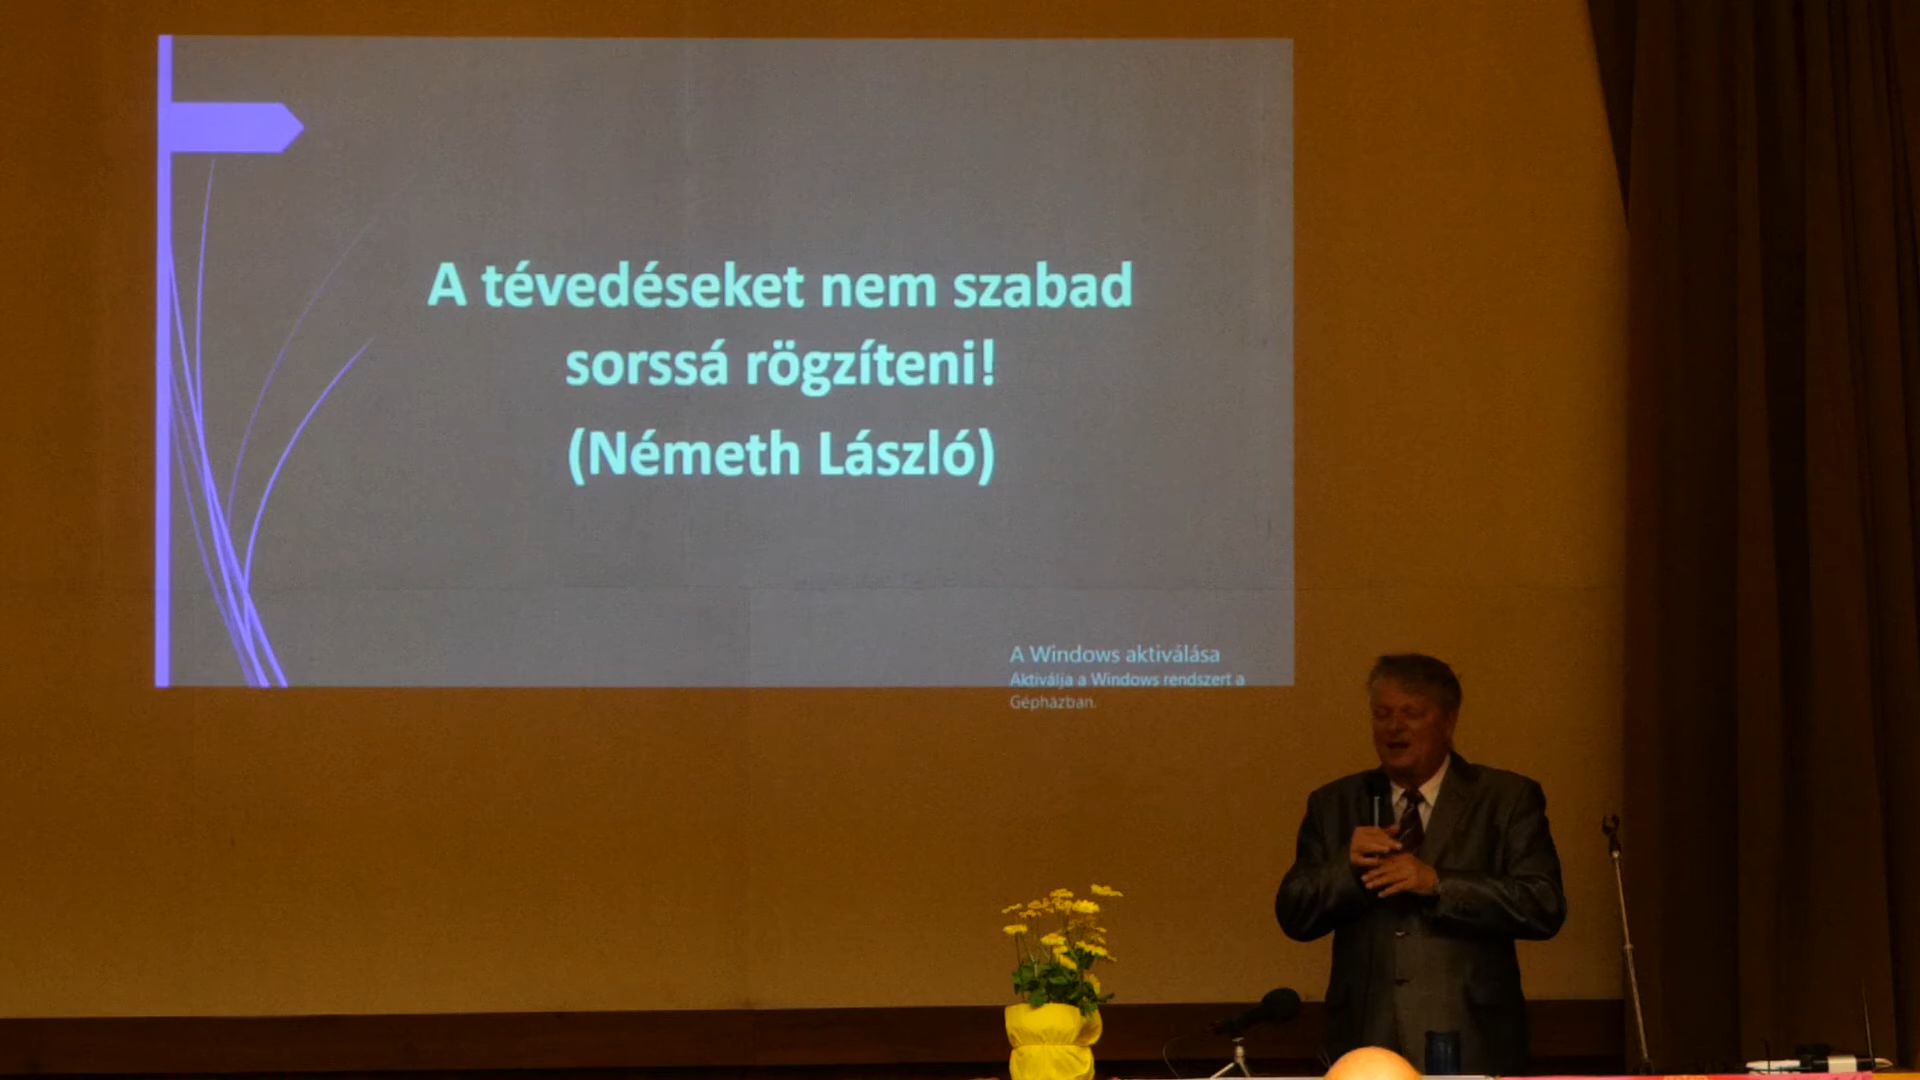 A tévedéseket nem szabad
sorssá rögzíteni!
(Németh László)
A Windows aktiválása
Aktiválja a Windows rendszert a
Gépházban.